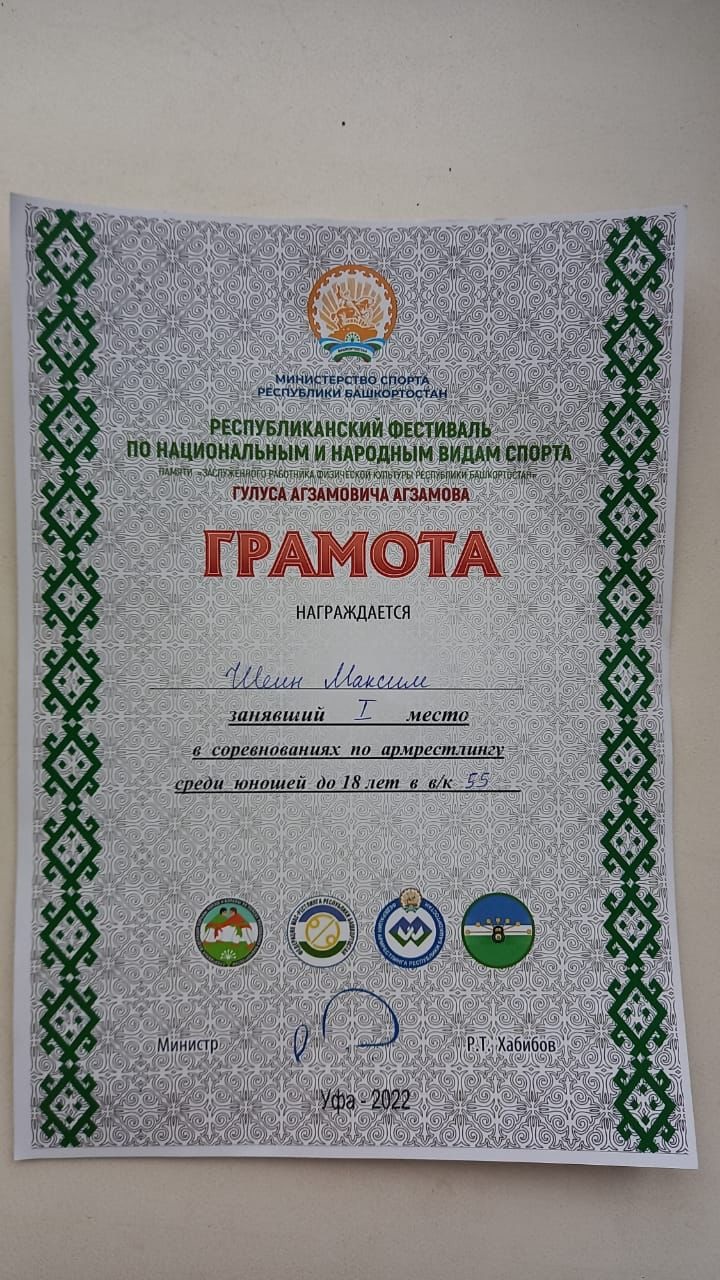 МИНИСТЕРСТВО СПОРТА
РЕСПУБЛИКИ БАШКОРТОСТАН
РЕСПУБЛИКАНСКИЙ ФЕСТИВАЛЬ
ПО НАЦИОНАЛЬНЫМ И НАРОДНЫМ ВИДАМ СПОРТА
ПАМЯТИ «ЗАСЛУЖЕННОГО РАБОТНИКА ФИЗИЧЕСКОЙ КУЛЬТУРЫ РЕСПУБЛИКИ БАШКОРТОСТАН»
ГУЛУСА АГЗАМОВИЧА АГЗАМОВА
ГРАМОТА
НАГРАЖДАЕТСЯ
Шеин Максим
занявший I место
в соревнованиях по армрестлингу
среди юношей до 18 лет в в/к 55
Министр Р.Т. Хабибов
Уфа - 2022